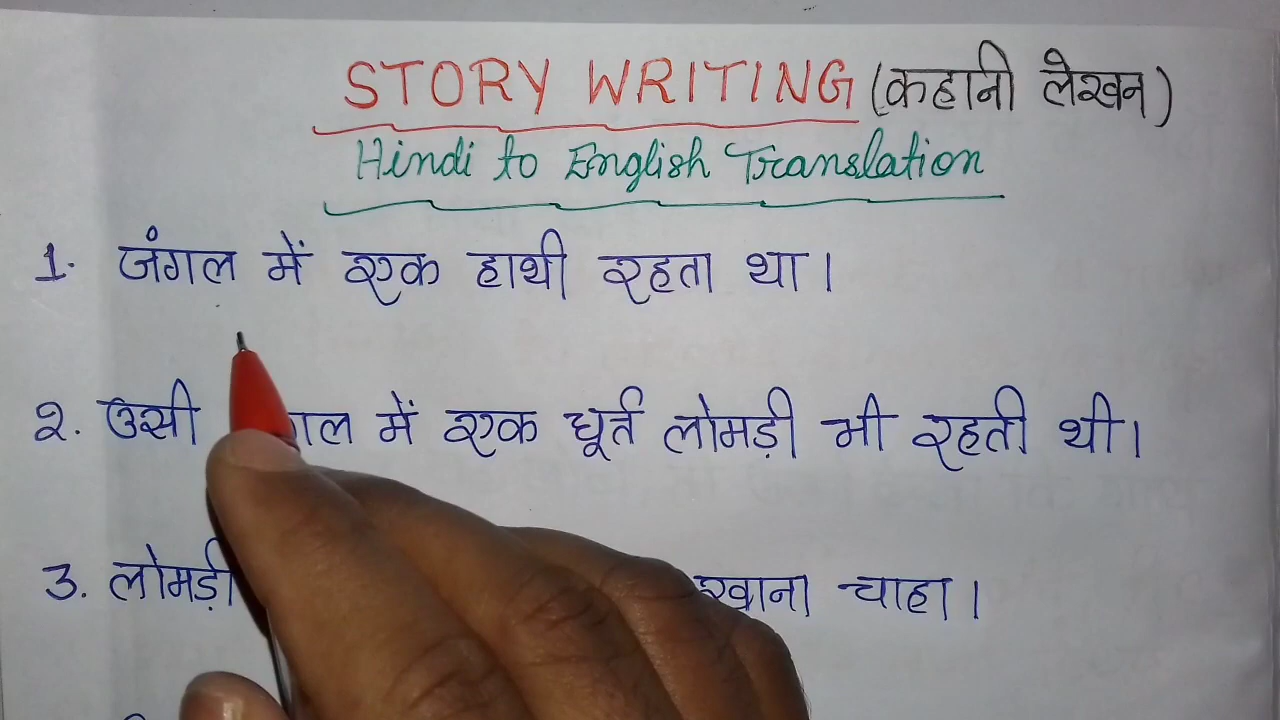 STORY WRITING (कहानी लेखन)
Hindi to English Translation
1. जंगल में एक हाथी रहता था।
2. उसी में एक धूर्त लोमड़ी भी रहती थी।
3. लोमड़ी खाना चाहा।